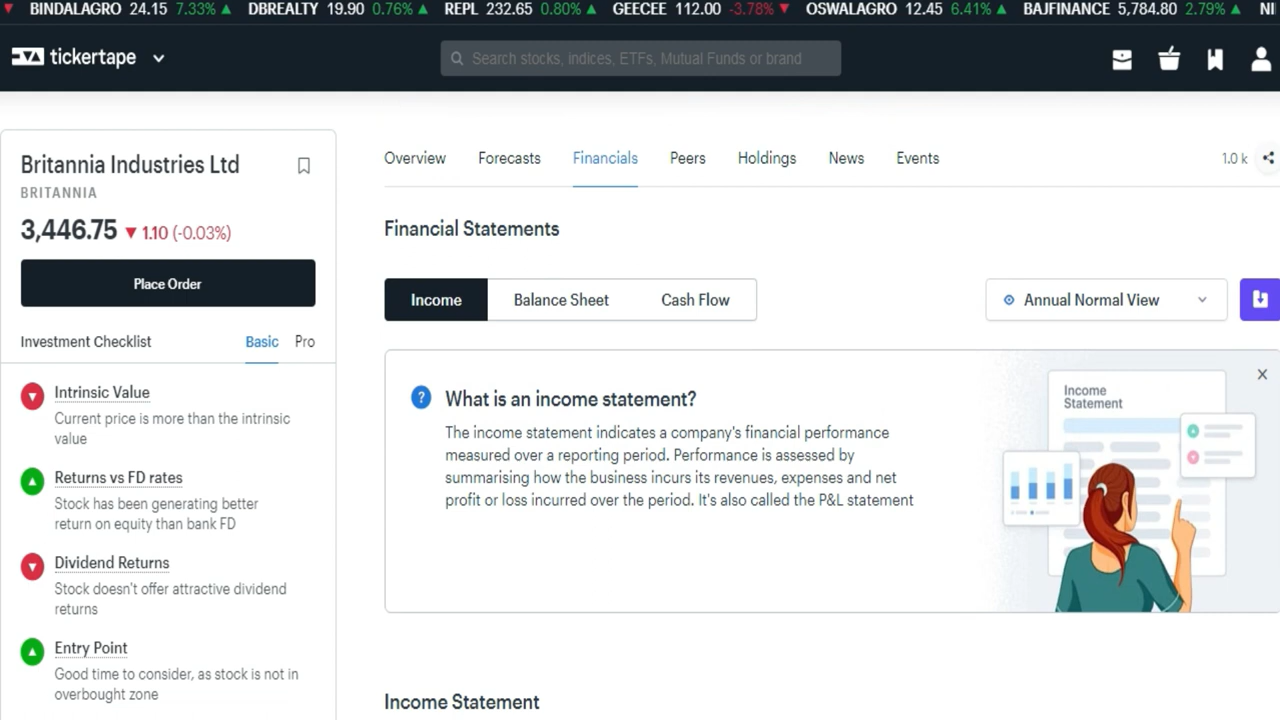 ▼ BINDALAGRO 24.15 7.33% ▲ DBREALTY 19.90 0.76% ▲ REPL 232.65 0.80% ▲ GEECEE 112.00 -3.78% ▼ OSWALAGRO 12.45 6.41% ▲ BAJFINANCE 5,784.80 2.79% ▲ NI
tickertape
Search stocks, indices, ETFs, Mutual Funds or brand
Britannia Industries Ltd
BRITANNIA
3,446.75 ▼ 1.10 (-0.03%)
Place Order
Investment Checklist Basic Pro
Intrinsic Value
Current price is more than the intrinsic
value
Returns vs FD rates
Stock has been generating better
return on equity than bank FD
Dividend Returns
Stock doesn't offer attractive dividend
returns
Entry Point
Good time to consider, as stock is not in
overbought zone
Overview Forecasts Financials Peers Holdings News Events 1.0 k
Financial Statements
Income Balance Sheet Cash Flow Annual Normal View
? What is an income statement?
The income statement indicates a company's financial performance
measured over a reporting period. Performance is assessed by
summarising how the business incurs its revenues, expenses and net
profit or loss incurred over the period. It's also called the P&L statement
Income
Statement
Income Statement